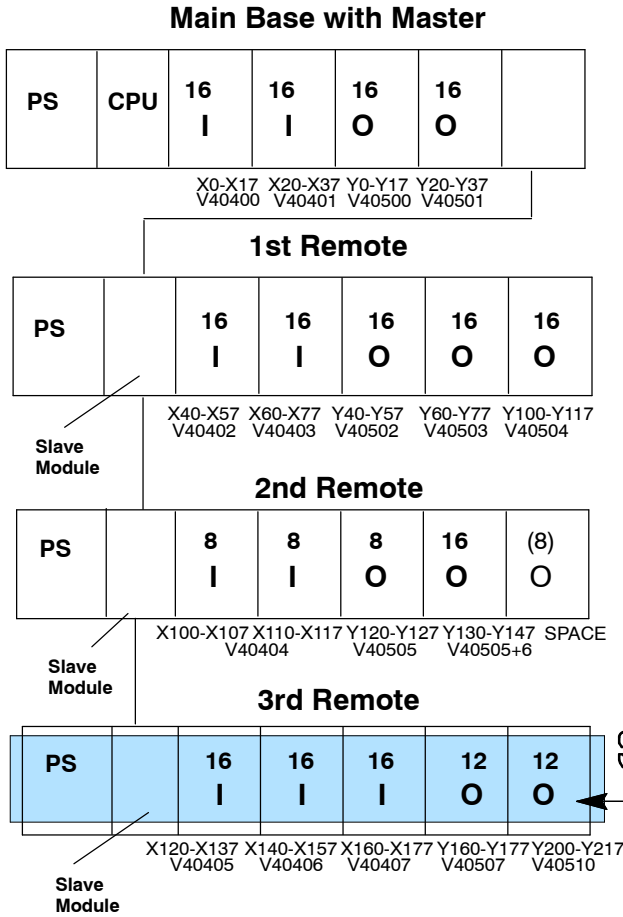 Main Base with Master
PS CPU 16 I 16 I 16 O 16 O
X0-X17 X20-X37 Y0-Y17 Y20-Y37
V40400 V40401 V40500 V40501
1st Remote
PS 16 I 16 I 16 O 16 O 16 O
X40-X57 X60-X77 Y40-Y57 Y60-Y77 Y100-Y117
V40402 V40403 V40502 V40503 V40504
Slave
Module
2nd Remote
PS 8 I 8 I 8 O 16 O (8) O
X100-X107 X110-X117 Y120-Y127 Y130-Y147 SPACE
V40404 V40505 V40505+6
Slave
Module
3rd Remote
PS 16 I 16 I 16 I 12 O 12 O
X120-X137 X140-X157 X160-X177 Y160-Y177 Y200-Y217
V40405 V40406 V40407 V40507 V40510
Slave
Module